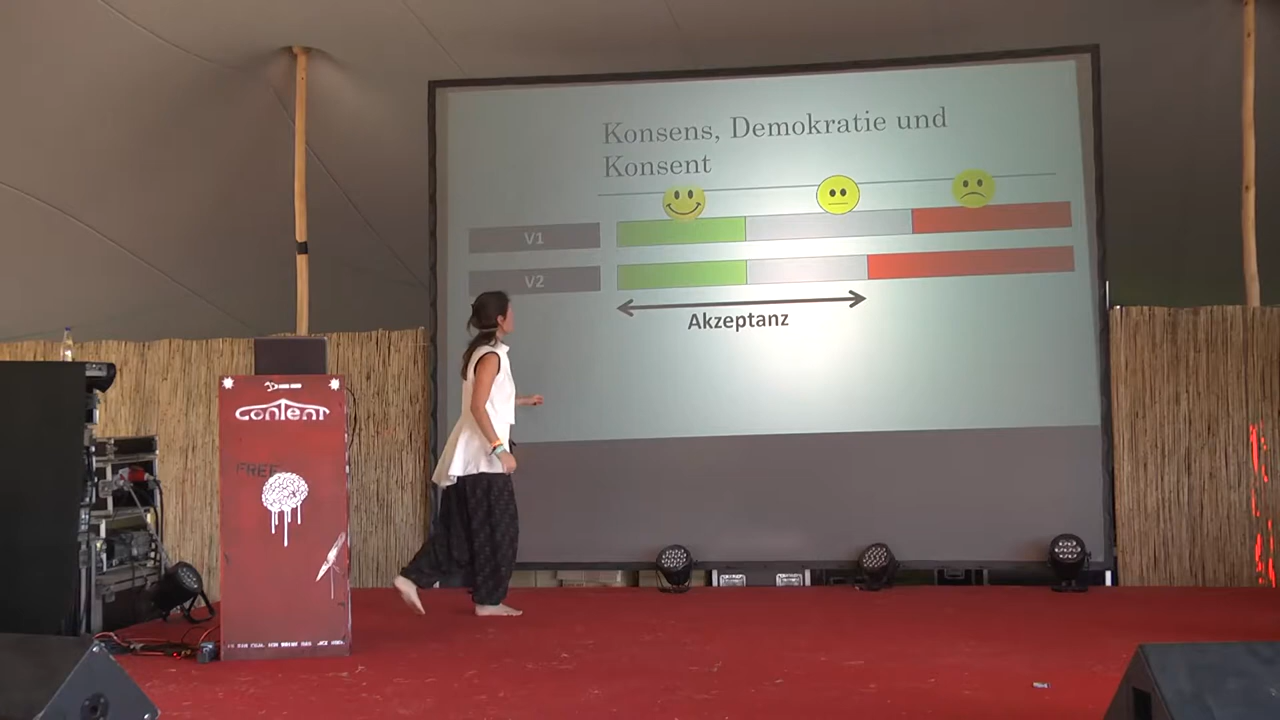 Konsens, Demokratie und
Konsent
V1
V2
Akzeptanz
content
FREE